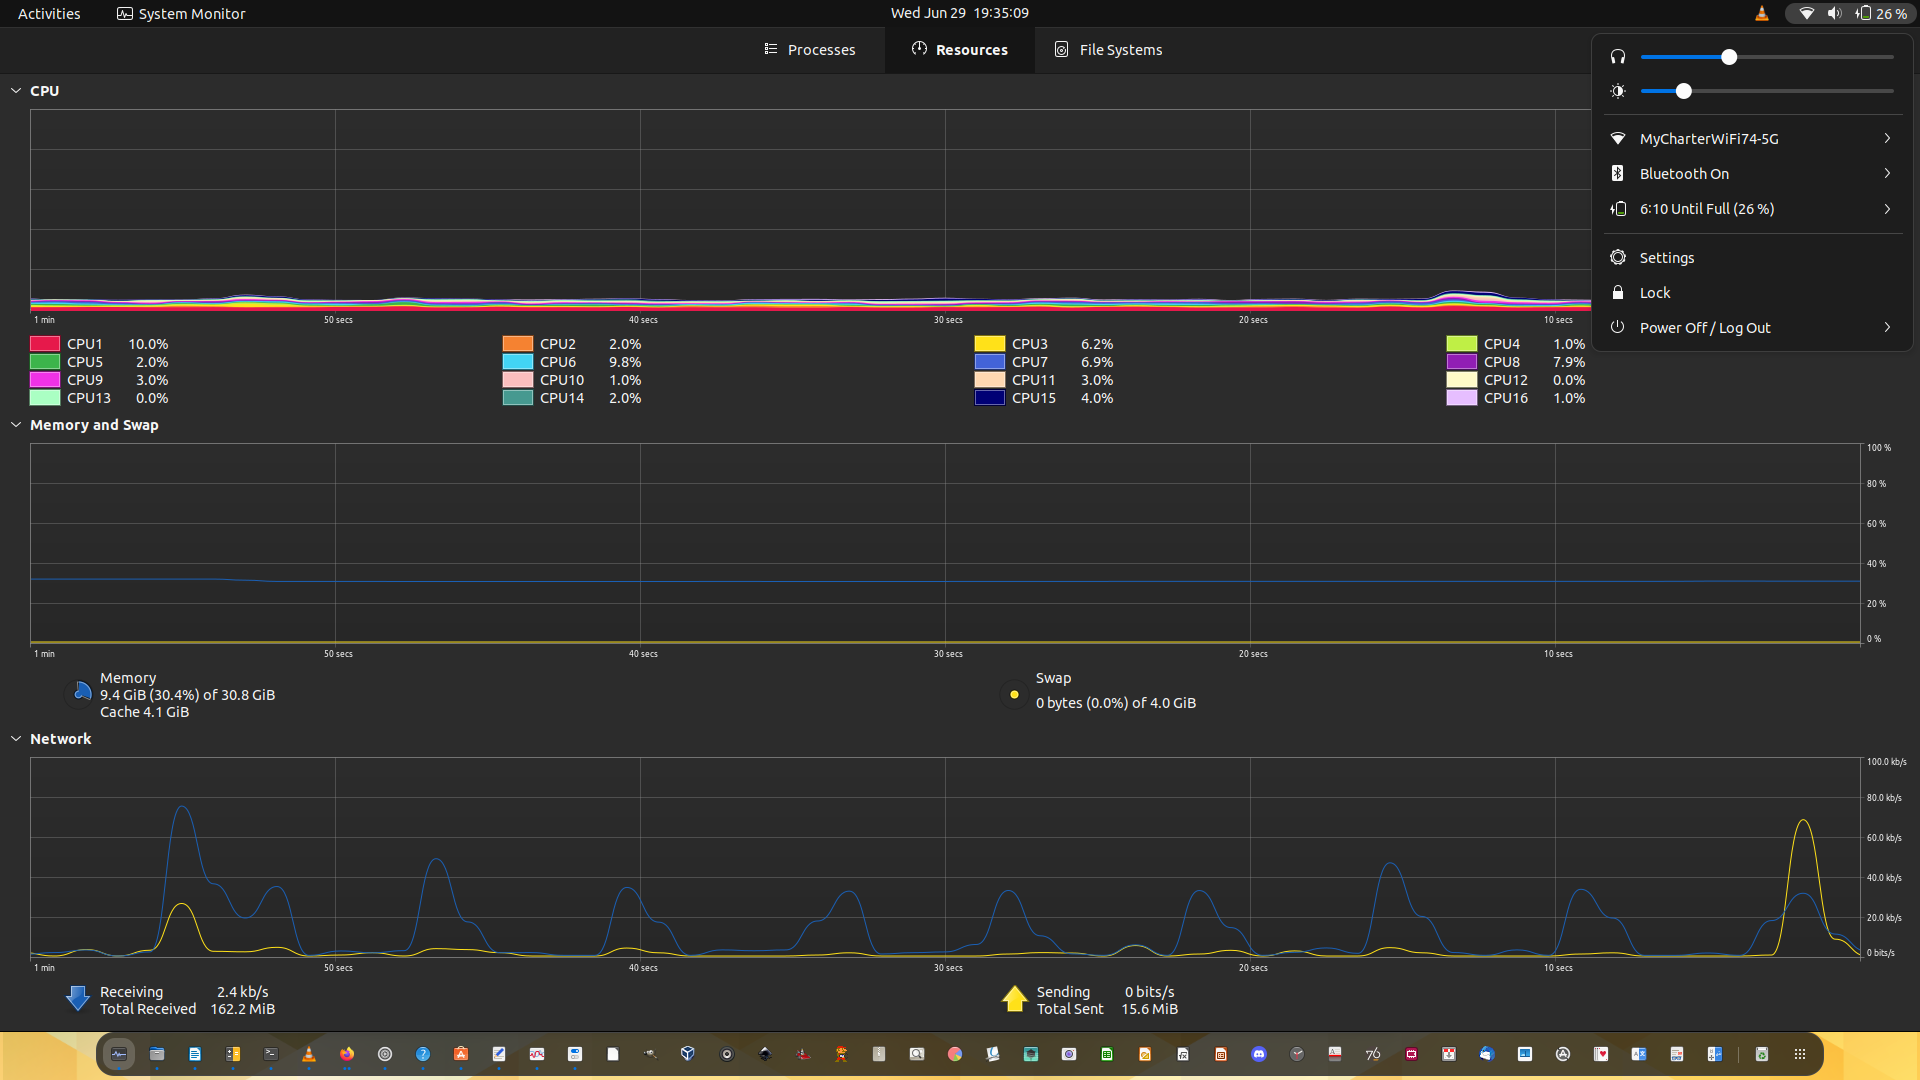 Activities
System Monitor
Wed Jun 29 19:35:09
26 %
Processes
Resources
File Systems
MyCharterWiFi74-5G
Bluetooth On
6:10 Until Full (26 %)
Settings
Lock
Power Off / Log Out
CPU
1 min 50 secs 40 secs 30 secs 20 secs 10 secs
CPU1 10.0% CPU2 2.0% CPU3 6.2% CPU4 1.0%
CPU5 2.0% CPU6 9.8% CPU7 6.9% CPU8 7.9%
CPU9 3.0% CPU10 1.0% CPU11 3.0% CPU12 0.0%
CPU13 0.0% CPU14 2.0% CPU15 4.0% CPU16 1.0%
Memory and Swap
100 %
80 %
60 %
40 %
20 %
0 %
1 min 50 secs 40 secs 30 secs 20 secs 10 secs
Memory
9.4 GiB (30.4%) of 30.8 GiB
Cache 4.1 GiB
Swap
0 bytes (0.0%) of 4.0 GiB
Network
100.0 kb/s
80.0 kb/s
60.0 kb/s
40.0 kb/s
20.0 kb/s
0 bits/s
1 min 50 secs 40 secs 30 secs 20 secs 10 secs
Receiving 2.4 kb/s
Total Received 162.2 MiB
Sending 0 bits/s
Total Sent 15.6 MiB